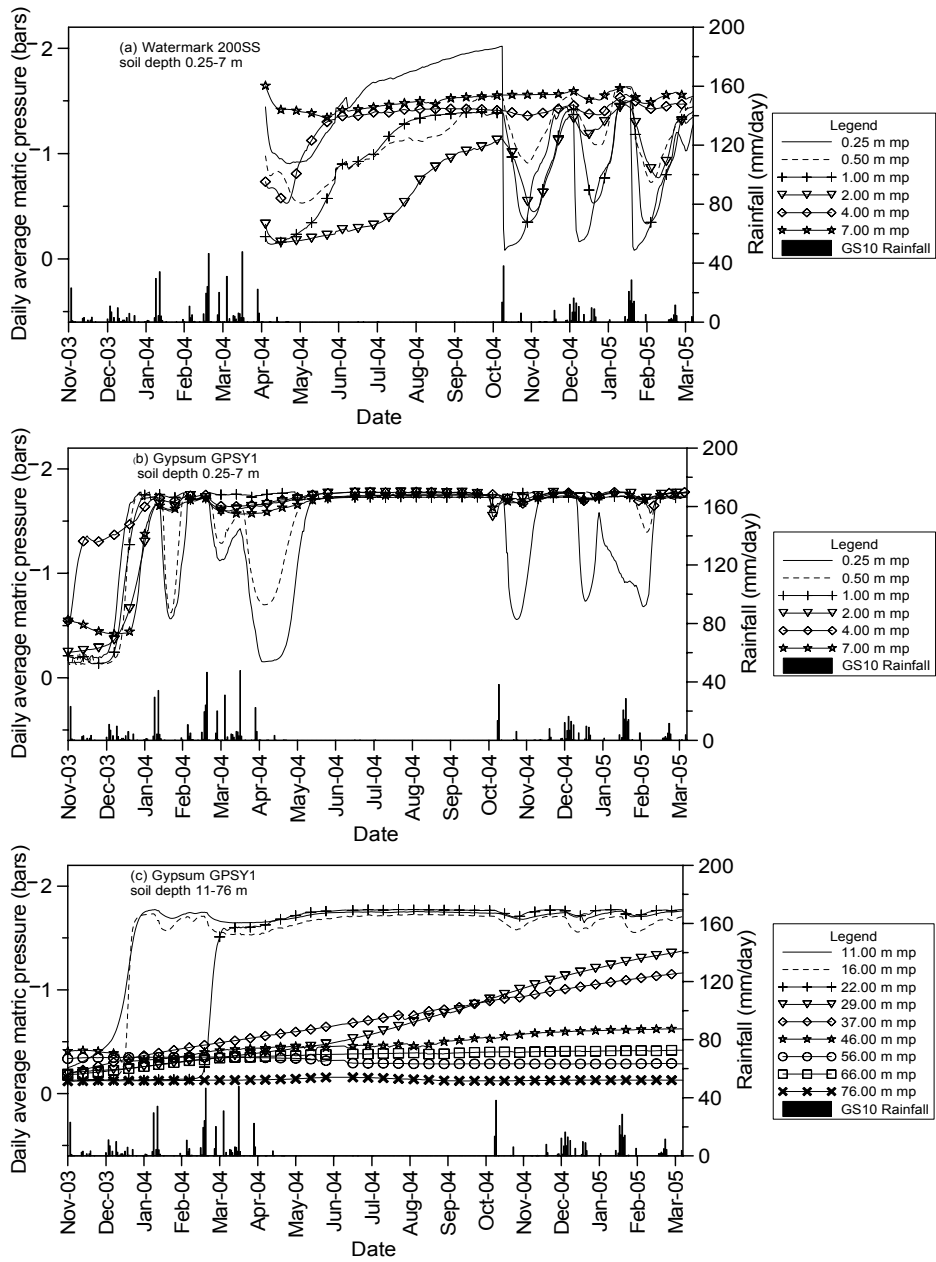 (a) Watermark 200SS
soil depth 0.25-7 m
Daily average matric pressure (bars)
−2
−1
0
200
160
120
80
40
0
Rainfall (mm/day)
Nov-03
Dec-03
Jan-04
Feb-04
Mar-04
Apr-04
May-04
Jun-04
Jul-04
Aug-04
Sep-04
Oct-04
Nov-04
Dec-04
Jan-05
Feb-05
Mar-05
Date
Legend
0.25 m mp
0.50 m mp
1.00 m mp
2.00 m mp
4.00 m mp
7.00 m mp
GS10 Rainfall
(b) Gypsum GPSY1
soil depth 0.25-7 m
Daily average matric pressure (bars)
−2
−1
0
200
160
120
80
40
0
Rainfall (mm/day)
Nov-03
Dec-03
Jan-04
Feb-04
Mar-04
Apr-04
May-04
Jun-04
Jul-04
Aug-04
Sep-04
Oct-04
Nov-04
Dec-04
Jan-05
Feb-05
Mar-05
Date
Legend
0.25 m mp
0.50 m mp
1.00 m mp
2.00 m mp
4.00 m mp
7.00 m mp
GS10 Rainfall
(c) Gypsum GPSY1
soil depth 11-76 m
Daily average matric pressure (bars)
−2
−1
0
200
160
120
80
40
0
Rainfall (mm/day)
Nov-03
Dec-03
Jan-04
Feb-04
Mar-04
Apr-04
May-04
Jun-04
Jul-04
Aug-04
Sep-04
Oct-04
Nov-04
Dec-04
Jan-05
Feb-05
Mar-05
Date
Legend
11.00 m mp
16.00 m mp
22.00 m mp
29.00 m mp
37.00 m mp
46.00 m mp
56.00 m mp
66.00 m mp
76.00 m mp
GS10 Rainfall